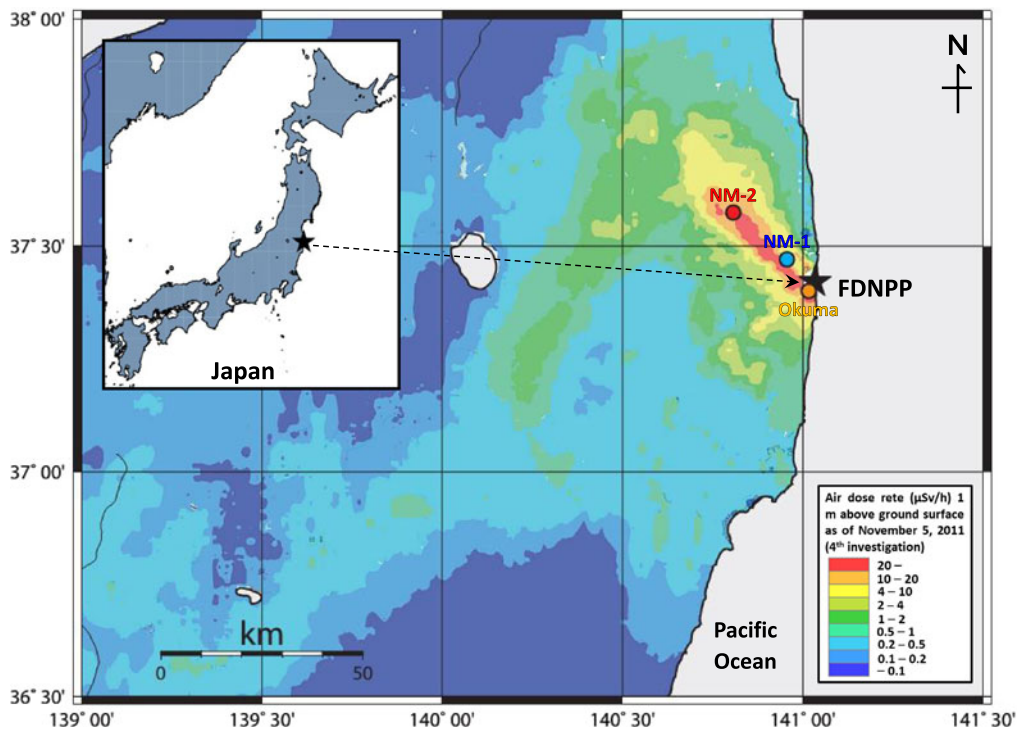 38° 00'
N
NM-2
37° 30'
NM-1
FDNPP
Okuma
Japan
37° 00'
Air dose rete (µSv/h) 1
m above ground surface
as of November 5, 2011
(4th investigation)
20 –
10 – 20
4 – 10
2 – 4
1 – 2
0.5 – 1
0.2 – 0.5
0.1 – 0.2
– 0.1
km
0 50
Pacific
Ocean
36° 30'
139° 00' 139° 30' 140° 00' 140° 30' 141° 00' 141° 30'